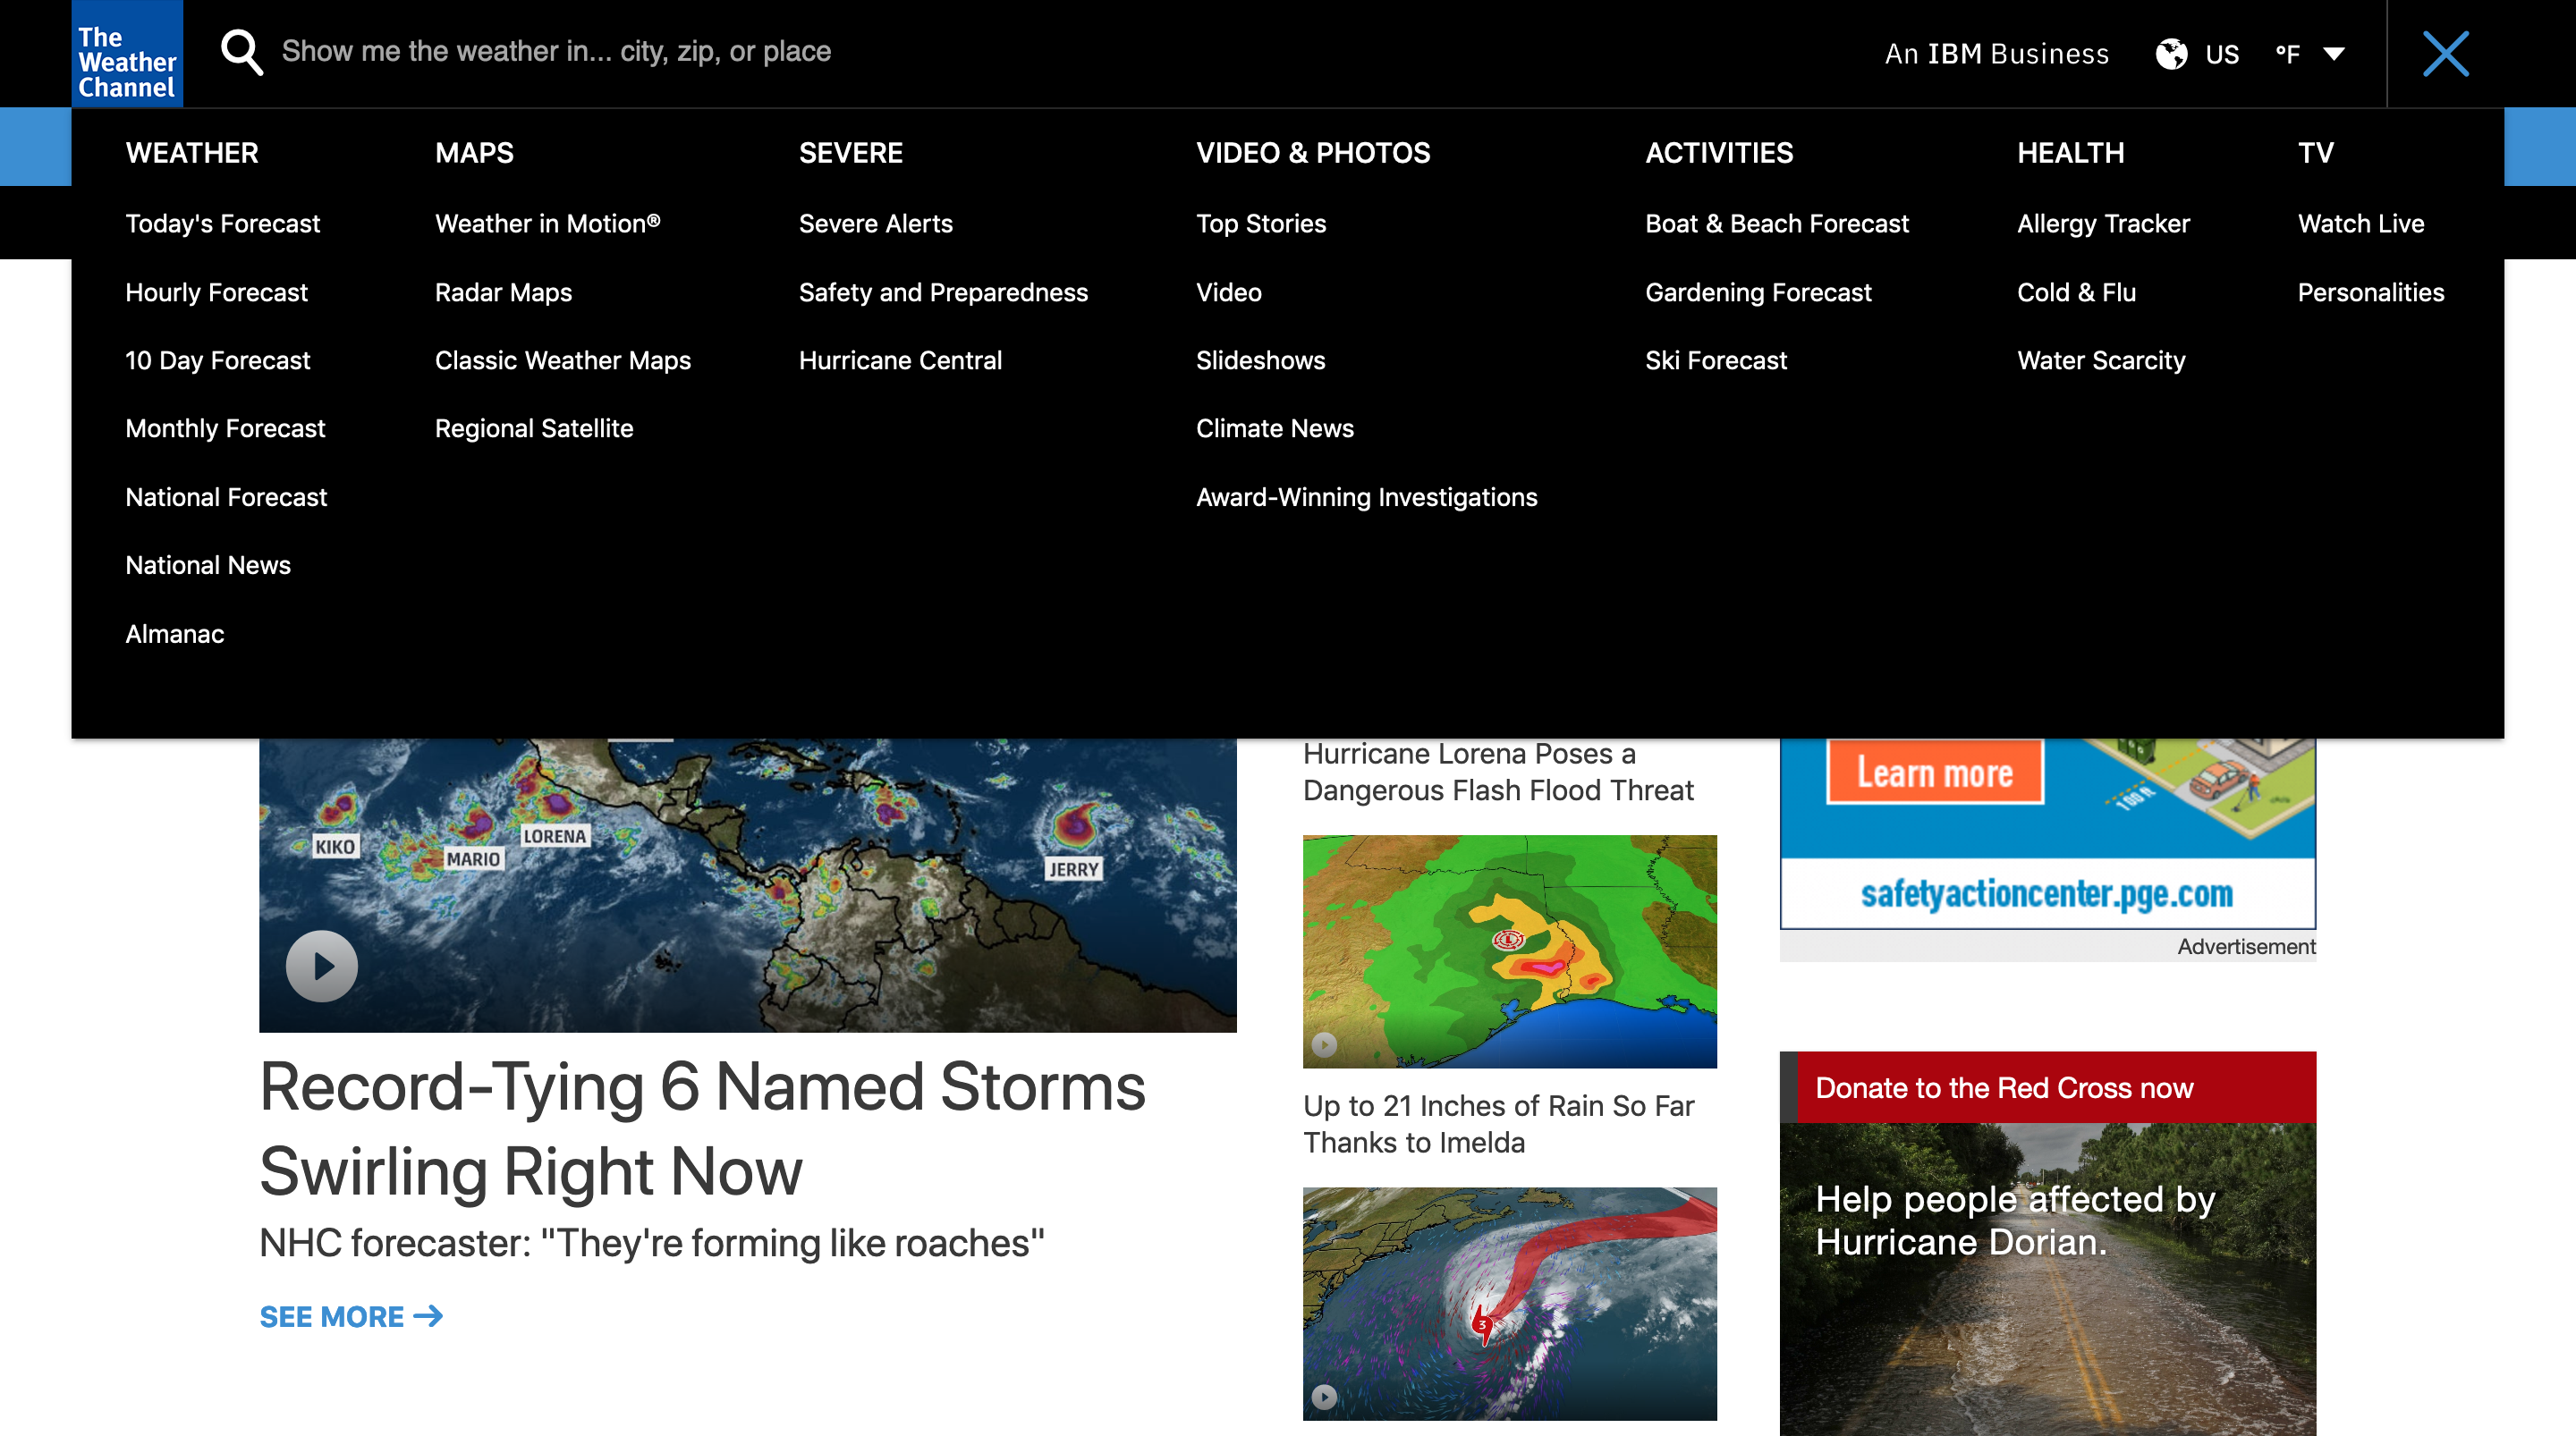 The
Weather
Channel
Show me the weather in... city, zip, or place
An IBM Business
US
°F
WEATHER
Today's Forecast
Hourly Forecast
10 Day Forecast
Monthly Forecast
National Forecast
National News
Almanac
MAPS
Weather in Motion®
Radar Maps
Classic Weather Maps
Regional Satellite
SEVERE
Severe Alerts
Safety and Preparedness
Hurricane Central
VIDEO & PHOTOS
Top Stories
Video
Slideshows
Climate News
Award-Winning Investigations
ACTIVITIES
Boat & Beach Forecast
Gardening Forecast
Ski Forecast
HEALTH
Allergy Tracker
Cold & Flu
Water Scarcity
TV
Watch Live
Personalities
KIKO
MARIO
LORENA
JERRY
Record-Tying 6 Named Storms
Swirling Right Now
NHC forecaster: "They're forming like roaches"
SEE MORE
Hurricane Lorena Poses a
Dangerous Flash Flood Threat
L
Up to 21 Inches of Rain So Far
Thanks to Imelda
3
Learn more
100 ft
safetyactioncenter.pge.com
Advertisement
Donate to the Red Cross now
Help people affected by
Hurricane Dorian.